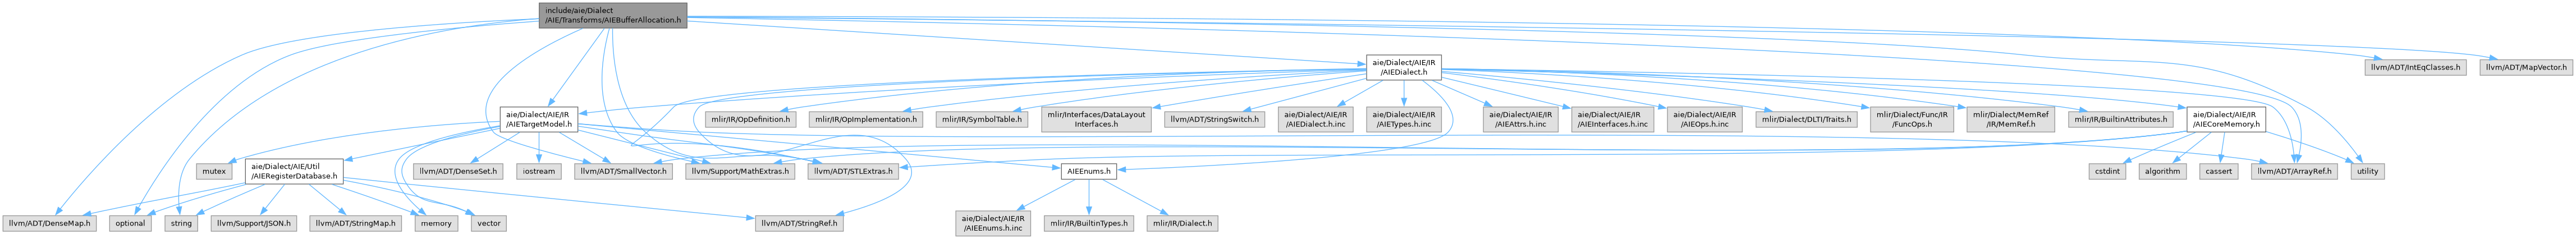 include/aie/Dialect
/AIE/Transforms/AIEBufferAllocation.h
aie/Dialect/AIE/IR
/AIEDialect.h
llvm/ADT/IntEqClasses.h
llvm/ADT/MapVector.h
aie/Dialect/AIE/IR
/AIETargetModel.h
mlir/IR/OpDefinition.h
mlir/IR/OpImplementation.h
mlir/IR/SymbolTable.h
mlir/Interfaces/DataLayout
Interfaces.h
llvm/ADT/StringSwitch.h
aie/Dialect/AIE/IR
/AIEDialect.h.inc
aie/Dialect/AIE/IR
/AIETypes.h.inc
aie/Dialect/AIE/IR
/AIEAttrs.h.inc
aie/Dialect/AIE/IR
/AIEInterfaces.h.inc
aie/Dialect/AIE/IR
/AIEOps.h.inc
mlir/Dialect/DLTI/Traits.h
mlir/Dialect/Func/IR
/FuncOps.h
mlir/Dialect/MemRef
/IR/MemRef.h
mlir/IR/BuiltinAttributes.h
aie/Dialect/AIE/IR
/AIECoreMemory.h
mutex
aie/Dialect/AIE/Util
/AIERegisterDatabase.h
llvm/ADT/DenseSet.h
iostream
llvm/ADT/SmallVector.h
llvm/Support/MathExtras.h
llvm/ADT/STLExtras.h
AIEEnums.h
cstdint
algorithm
cassert
llvm/ADT/ArrayRef.h
utility
llvm/ADT/DenseMap.h
optional
string
llvm/Support/JSON.h
llvm/ADT/StringMap.h
memory
vector
llvm/ADT/StringRef.h
aie/Dialect/AIE/IR
/AIEEnums.h.inc
mlir/IR/BuiltinTypes.h
mlir/IR/Dialect.h